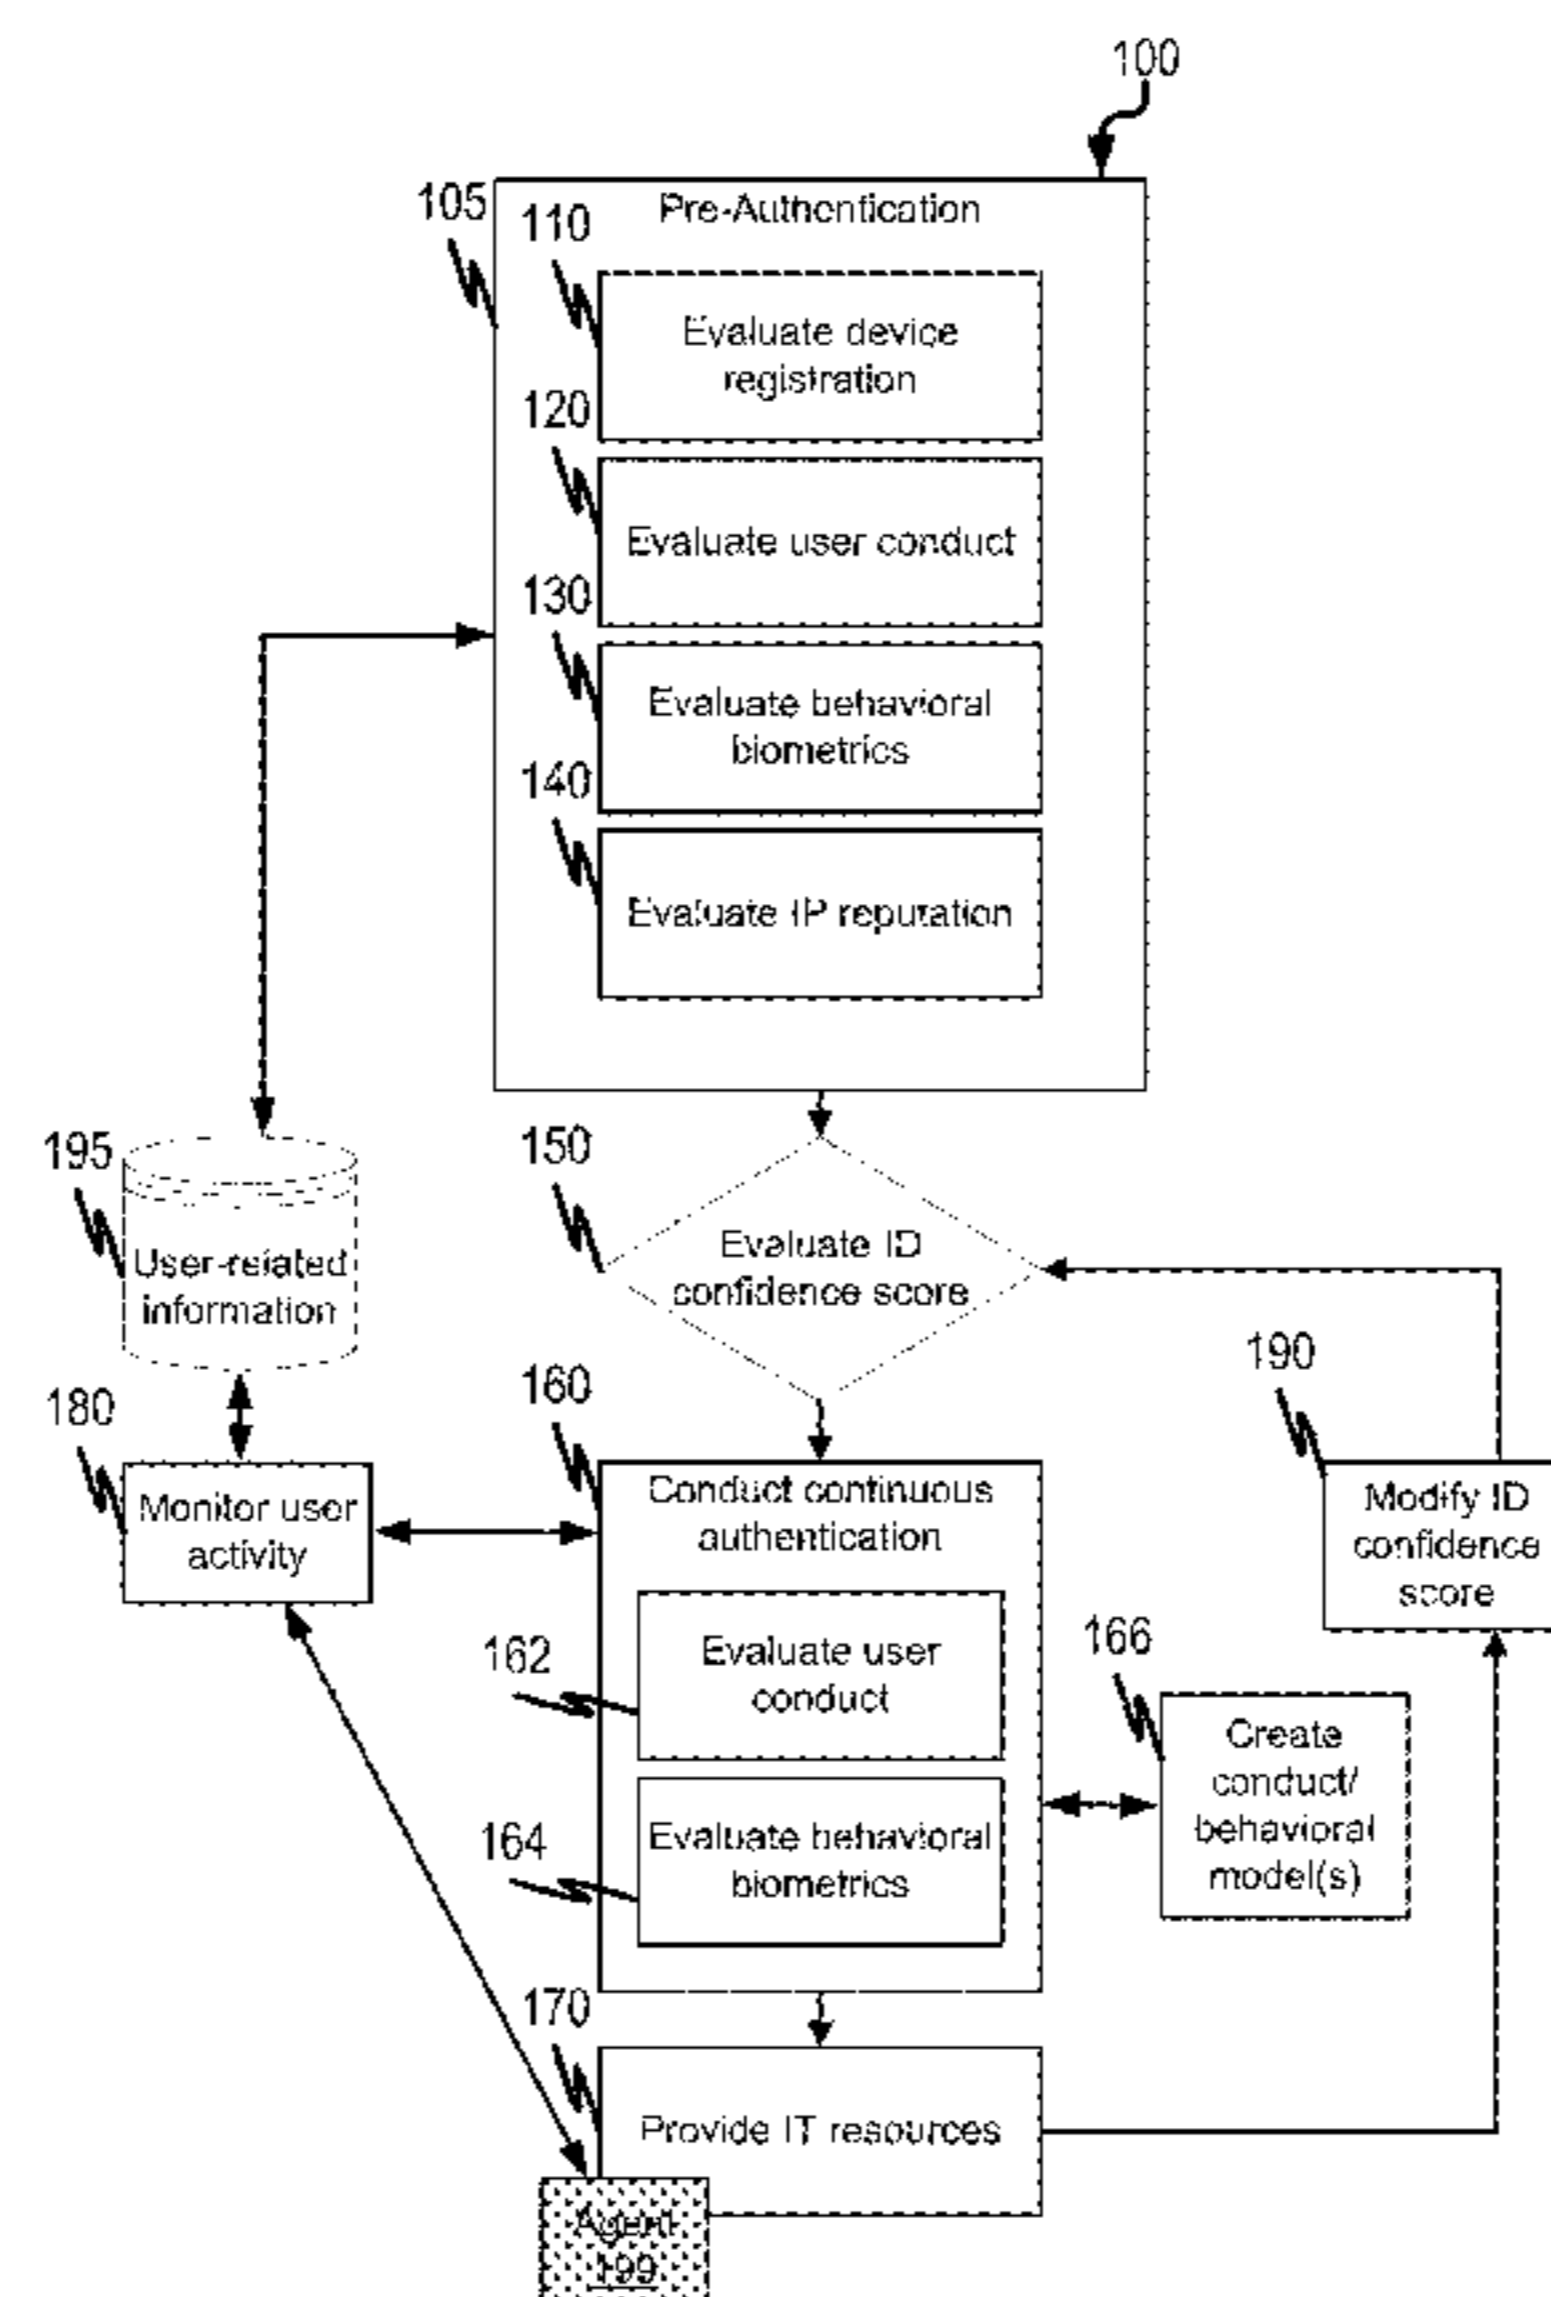 100
105
Pre-Authentication
110
Evaluate device
registration
120
Evaluate user conduct
130
Evaluate behavioral
biometrics
140
Evaluate IP reputation
195
User-related
information
150
Evaluate ID
confidence score
190
Modify ID
confidence
score
180
Monitor user
activity
160
Conduct continuous
authentication
162
Evaluate user
conduct
164
Evaluate behavioral
biometrics
166
Create
conduct/
behavioral
model(s)
170
Provide IT resources
Agent
199